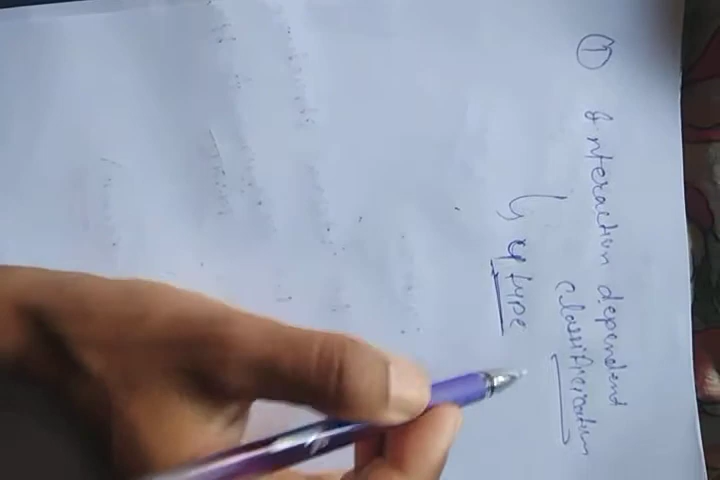 ① Interaction dependent
Classification
↳ 4 type